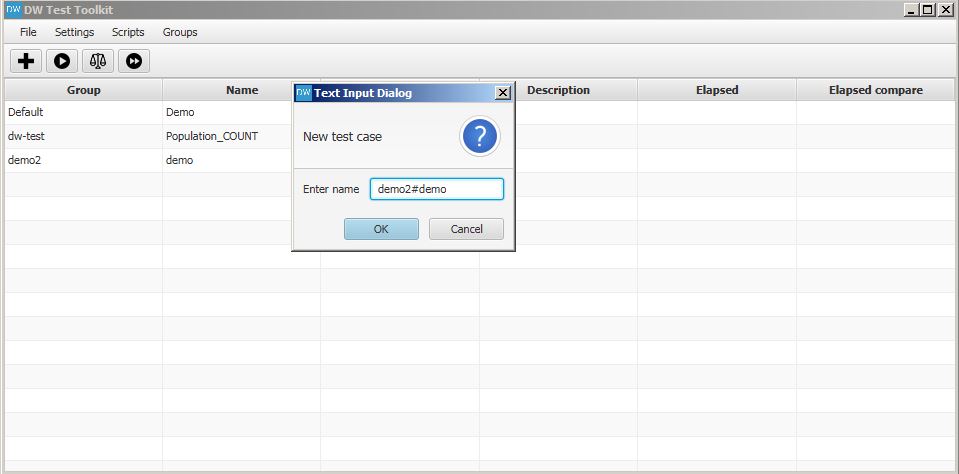 DW DW Test Toolkit
File Settings Scripts Groups
Group Name Description Elapsed Elapsed compare
Default Demo
dw-test Population_COUNT
demo2 demo
DW Text Input Dialog
New test case
?
Enter name demo2#demo
OK Cancel